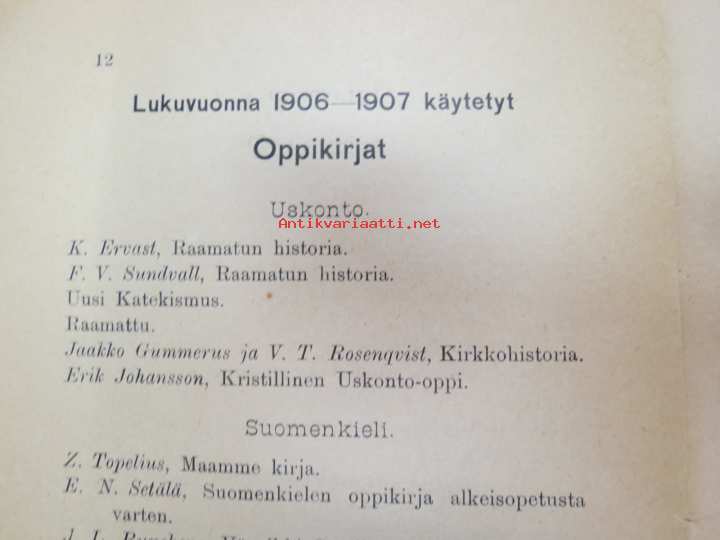 12
Lukuvuonna 1906—1907 käytetyt
Oppikirjat
Uskonto.
Antikvariaatti.net
K. Ervast, Raamatun historia.
F. V. Sundvall, Raamatun historia.
Uusi Katekismus.
Raamattu.
Jaakko Gummerus ja V. T. Rosenqvist, Kirkkohistoria.
Erik Johansson, Kristillinen Uskonto-oppi.
Suomenkieli.
Z. Topelius, Maamme kirja.
E. N. Setälä, Suomenkielen oppikirja alkeisopetusta
varten.
J. L.